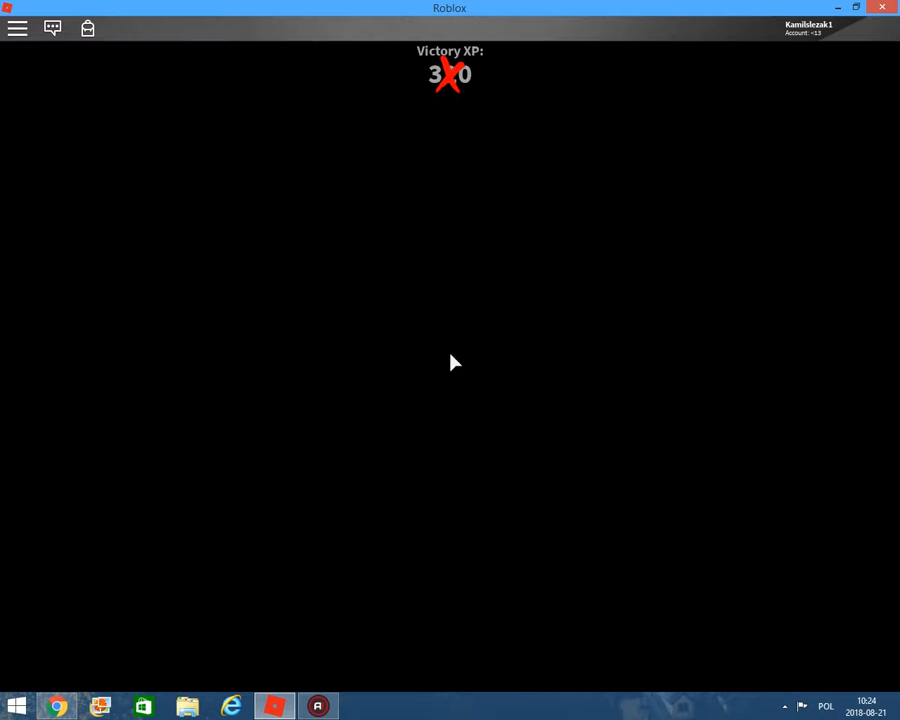 Roblox
Kamilslezak1
Account: <13
Victory XP:
A
POL
10:24
2018-08-21